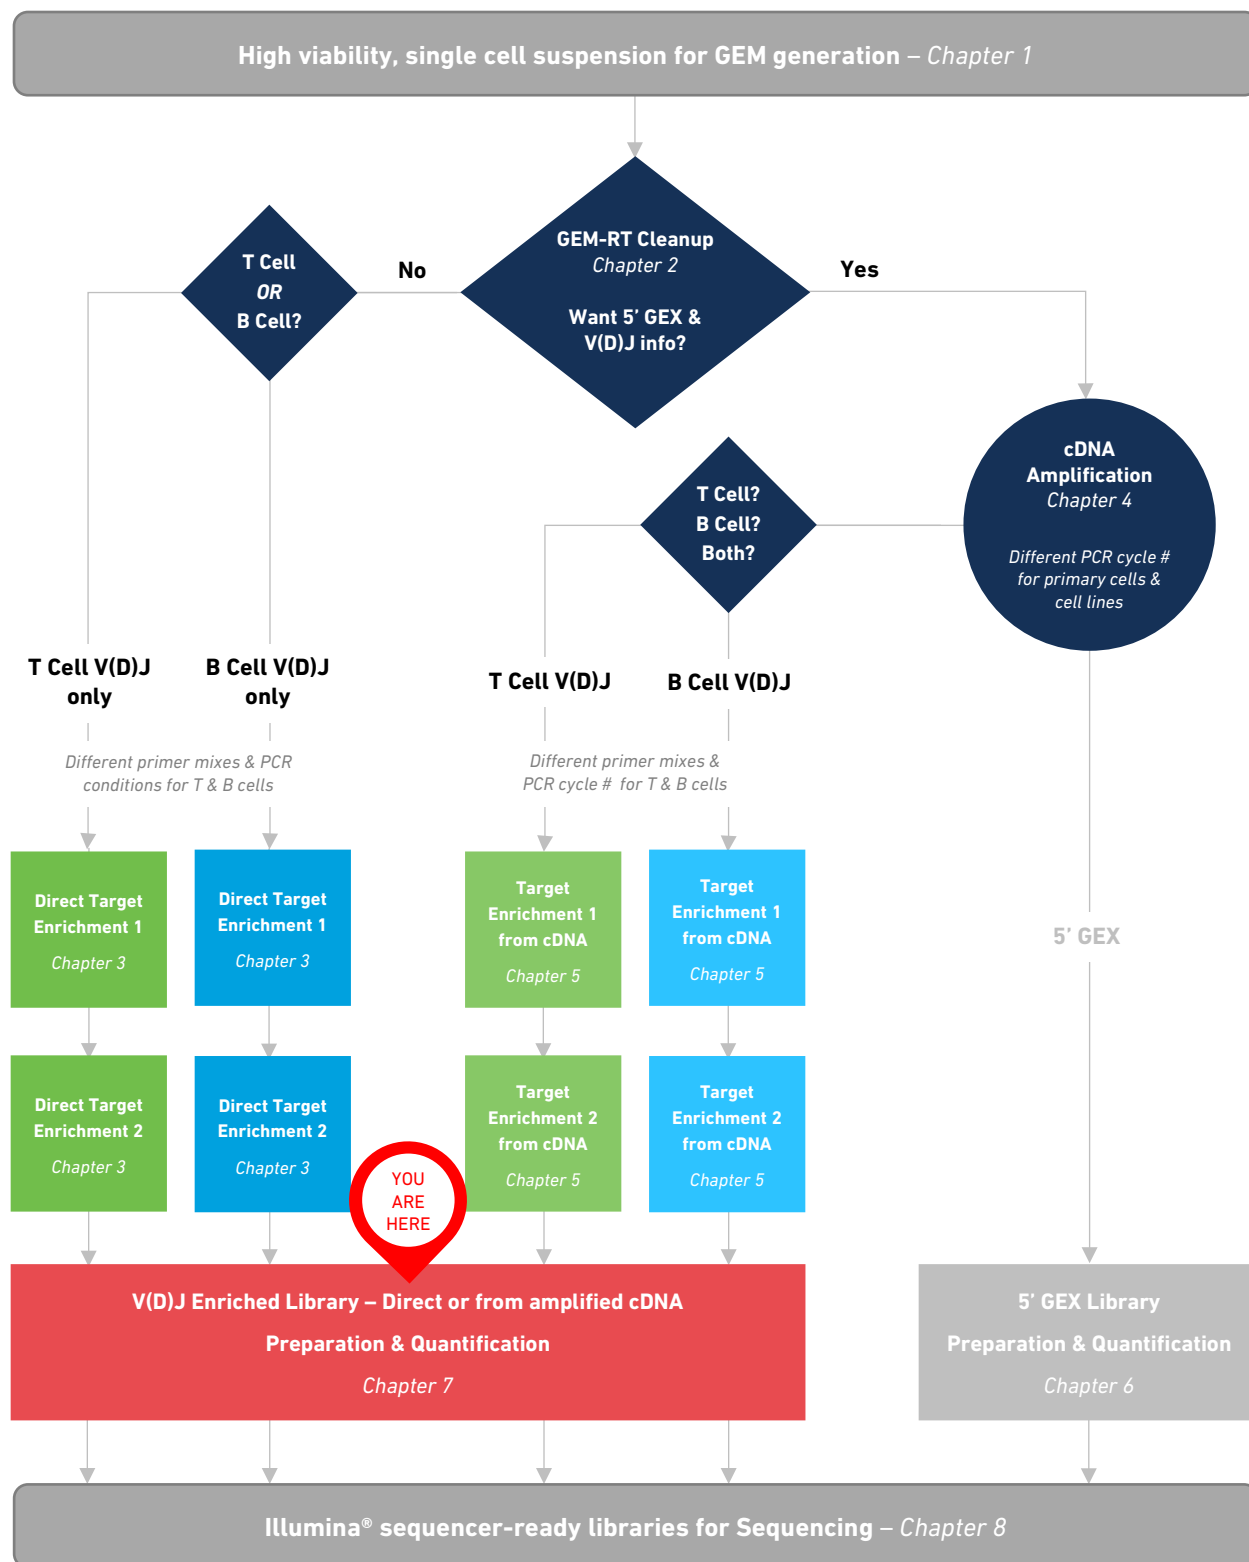 High viability, single cell suspension for GEM generation – Chapter 1
GEM-RT Cleanup
Chapter 2
Want 5' GEX &
V(D)J info?
No
Yes
T Cell
OR
B Cell?
cDNA
Amplification
Chapter 4
Different PCR cycle #
for primary cells &
cell lines
T Cell?
B Cell?
Both?
T Cell V(D)J
only
B Cell V(D)J
only
T Cell V(D)J
B Cell V(D)J
Different primer mixes & PCR
conditions for T & B cells
Different primer mixes &
PCR cycle # for T & B cells
Direct Target
Enrichment 1
Chapter 3
Direct Target
Enrichment 1
Chapter 3
Target
Enrichment 1
from cDNA
Chapter 5
Target
Enrichment 1
from cDNA
Chapter 5
5' GEX
Direct Target
Enrichment 2
Chapter 3
Direct Target
Enrichment 2
Chapter 3
Target
Enrichment 2
from cDNA
Chapter 5
Target
Enrichment 2
from cDNA
Chapter 5
YOU
ARE
HERE
V(D)J Enriched Library – Direct or from amplified cDNA
Preparation & Quantification
Chapter 7
5' GEX Library
Preparation & Quantification
Chapter 6
Illumina® sequencer-ready libraries for Sequencing – Chapter 8